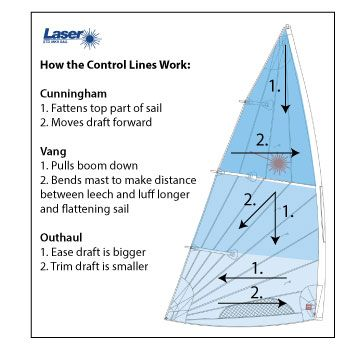 Laser
How the Control Lines Work:
Cunningham
1. Fattens top part of sail
2. Moves draft forward
Vang
1. Pulls boom down
2. Bends mast to make distance
between leech and luff longer
and flattening sail
Outhaul
1. Ease draft is bigger
2. Trim draft is smaller
1.
2.
2.
1.
1.
2.